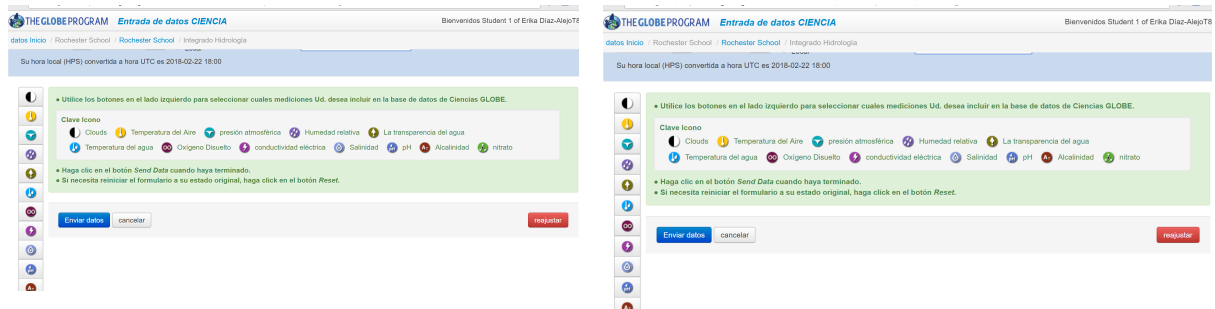 THE GLOBE PROGRAM Entrada de datos CIENCIA
Bienvenidos Student 1 of Erika Díaz-AlejoT8
datos Inicio / Rochester School / Rochester School / Integrado Hidrología
Su hora local (HPS) convertida a hora UTC es 2018-02-22 18:00
• Utilice los botones en el lado izquierdo para seleccionar cuales mediciones Ud. desea incluir en la base de datos de Ciencias GLOBE.
Clave Icono
Clouds Temperatura del Aire presión atmosférica Humedad relativa La transparencia del agua
Temperatura del agua Oxígeno Disuelto conductividad eléctrica Salinidad pH Alcalinidad nitrato
• Haga clic en el botón Send Data cuando haya terminado.
• Si necesita reiniciar el formulario a su estado original, haga click en el botón Reset.
Enviar datos cancelar reajustar
THE GLOBE PROGRAM Entrada de datos CIENCIA
Bienvenidos Student 1 of Erika Díaz-AlejoT8
datos Inicio / Rochester School / Rochester School / Integrado Hidrología
Su hora local (HPS) convertida a hora UTC es 2018-02-22 18:00
• Utilice los botones en el lado izquierdo para seleccionar cuales mediciones Ud. desea incluir en la base de datos de Ciencias GLOBE.
Clave Icono
Clouds Temperatura del Aire presión atmosférica Humedad relativa La transparencia del agua
Temperatura del agua Oxígeno Disuelto conductividad eléctrica Salinidad pH Alcalinidad nitrato
• Haga clic en el botón Send Data cuando haya terminado.
• Si necesita reiniciar el formulario a su estado original, haga click en el botón Reset.
Enviar datos cancelar reajustar